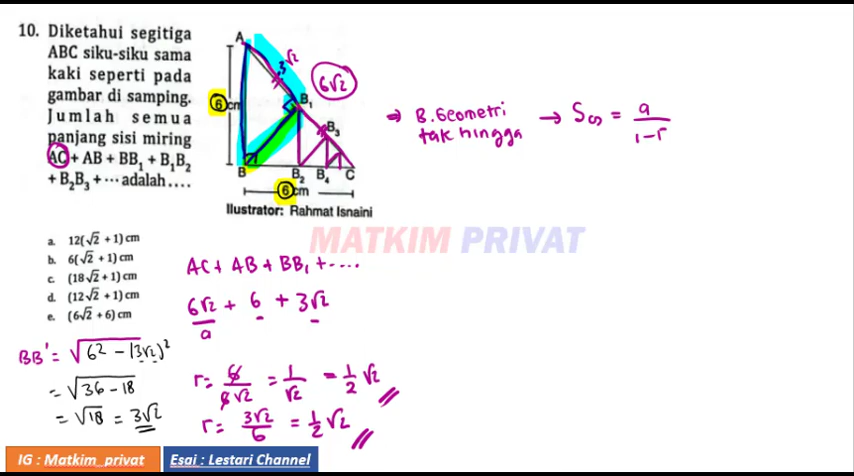 10. Diketahui segitiga
ABC siku-siku sama
kaki seperti pada
gambar di samping.
Jumlah semua
panjang sisi miring
AC + AB + BB₁ + B₁B₂
+ B₂B₃ + ··· adalah ....
A
3√2
6√2
6 cm
B₁
B₃
B
B₂
B₄
C
6 cm
Ilustrator: Rahmat Isnaini
⇒ B. Geometri → S∞ = a / 1-r
tak hingga
MATKIM PRIVAT
a. 12(√2 + 1) cm
b. 6(√2 + 1) cm
c. (18√2 + 1) cm
d. (12√2 + 1) cm
e. (6√2 + 6) cm
AC + AB + BB₁ + ....
6√2 + 6 + 3√2
a
BB' = √6² - (3√2)²
= √36 - 18
= √18 = 3√2
r = 6 / 6√2 = 1 / √2 = 1/2 √2
r = 3√2 / 6 = 1/2 √2
IG : Matkim_privat
Esai : Lestari Channel